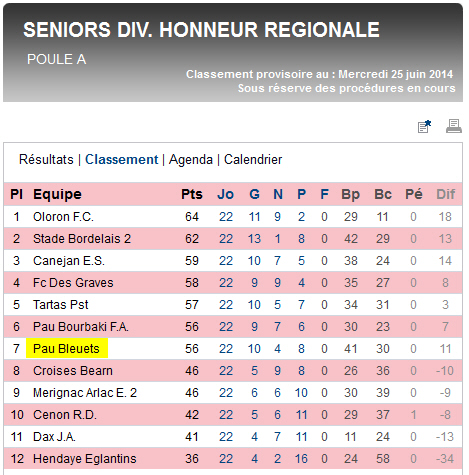 SENIORS DIV. HONNEUR REGIONALE
POULE A
Classement provisoire au : Mercredi 25 juin 2014
Sous réserve des procédures en cours
Résultats | Classement | Agenda | Calendrier
Pl Equipe Pts Jo G N P F Bp Bc Pé Dif
1 Oloron F.C. 64 22 11 9 2 0 29 11 0 18
2 Stade Bordelais 2 62 22 13 1 8 0 42 29 0 13
3 Canejan E.S. 59 22 10 7 5 0 38 24 0 14
4 Fc Des Graves 58 22 9 9 4 0 35 27 0 8
5 Tartas Pst 57 22 10 5 7 0 34 31 0 3
6 Pau Bourbaki F.A. 56 22 9 7 6 0 30 23 0 7
7 Pau Bleuets 56 22 10 4 8 0 41 30 0 11
8 Croises Bearn 46 22 5 9 8 0 26 36 0 -10
9 Merignac Arlac E. 2 46 22 6 6 10 0 30 39 0 -9
10 Cenon R.D. 42 22 5 6 11 0 29 37 1 -8
11 Dax J.A. 41 22 4 7 11 0 11 24 0 -13
12 Hendaye Eglantins 36 22 4 2 16 0 24 58 0 -34